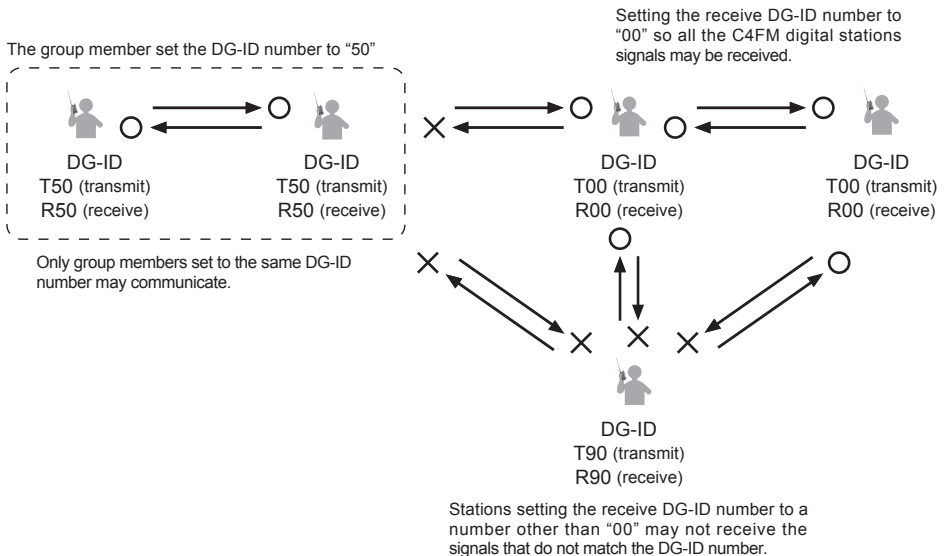 Setting the receive DG-ID number to
“00” so all the C4FM digital stations
signals may be received.
The group member set the DG-ID number to “50”
DG-ID
T50 (transmit)
R50 (receive)
DG-ID
T50 (transmit)
R50 (receive)
DG-ID
T00 (transmit)
R00 (receive)
DG-ID
T00 (transmit)
R00 (receive)
Only group members set to the same DG-ID
number may communicate.
DG-ID
T90 (transmit)
R90 (receive)
Stations setting the receive DG-ID number to a
number other than “00” may not receive the
signals that do not match the DG-ID number.